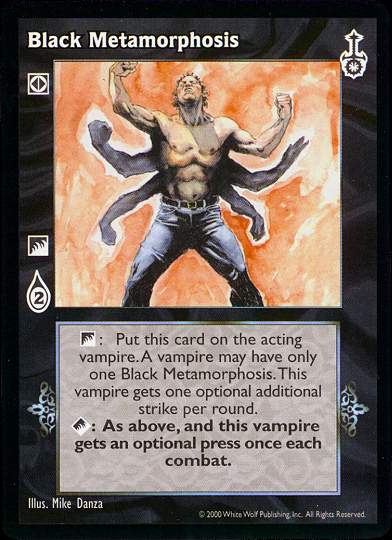 Black Metamorphosis
2
: Put this card on the acting
vampire. A vampire may have only
one Black Metamorphosis. This
vampire gets one optional additional
strike per round.
: As above, and this vampire
gets an optional press once each
combat.
Illus. Mike Danza
© 2000 White Wolf Publishing, Inc. All Rights Reserved.